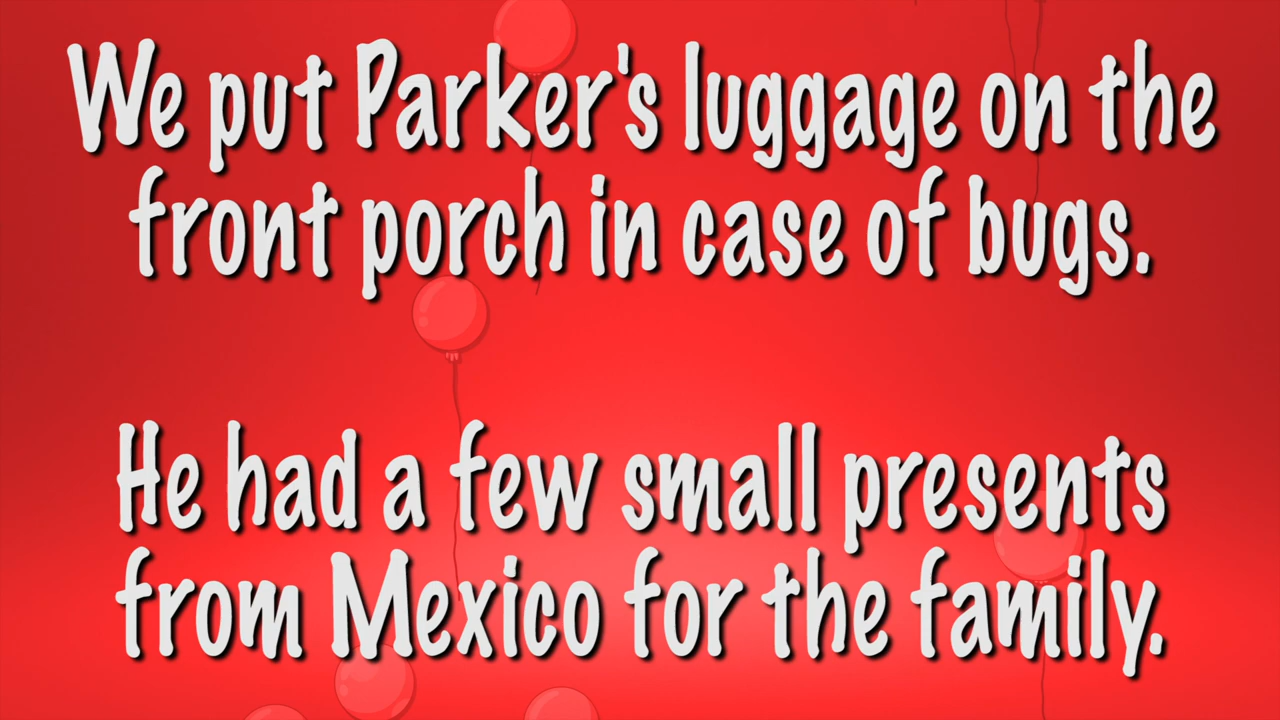 We put Parker's luggage on the
front porch in case of bugs.
He had a few small presents
from Mexico for the family.